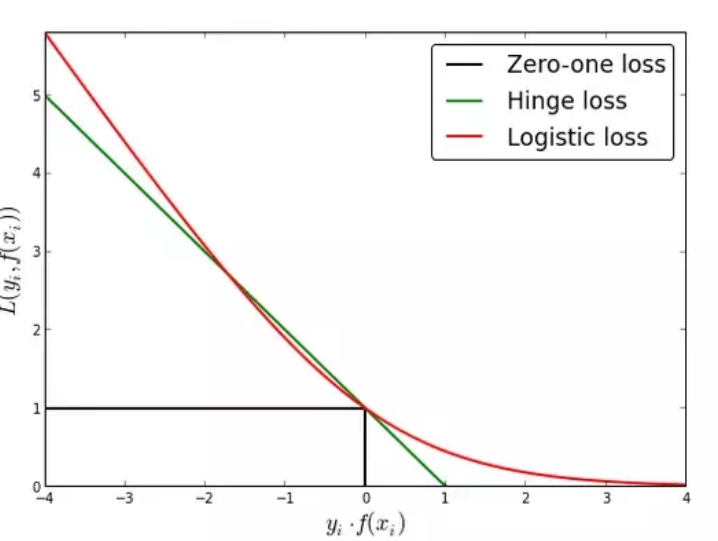 Zero-one loss
Hinge loss
Logistic loss
5
4
3
2
1
0
L(y_i, f(x_i))
−4 −3 −2 −1 0 1 2 3 4
y_i · f(x_i)